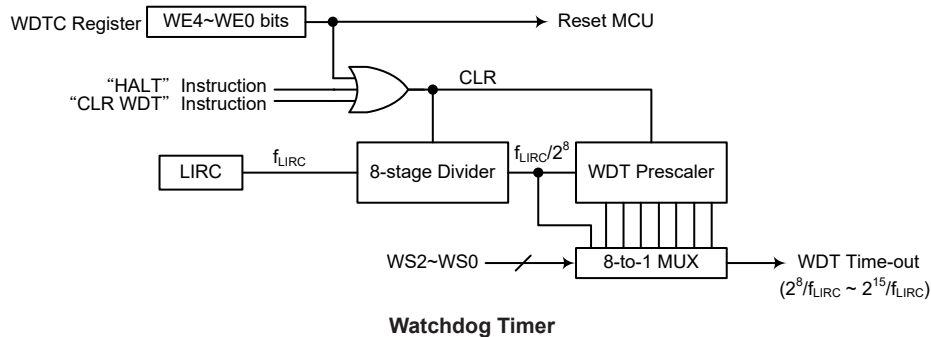 WDTC Register
WE4~WE0 bits
Reset MCU
“HALT” Instruction
“CLR WDT” Instruction
CLR
LIRC
fLIRC
8-stage Divider
fLIRC/2⁸
WDT Prescaler
WS2~WS0
8-to-1 MUX
WDT Time-out
(2⁸/fLIRC ~ 2¹⁵/fLIRC)
Watchdog Timer